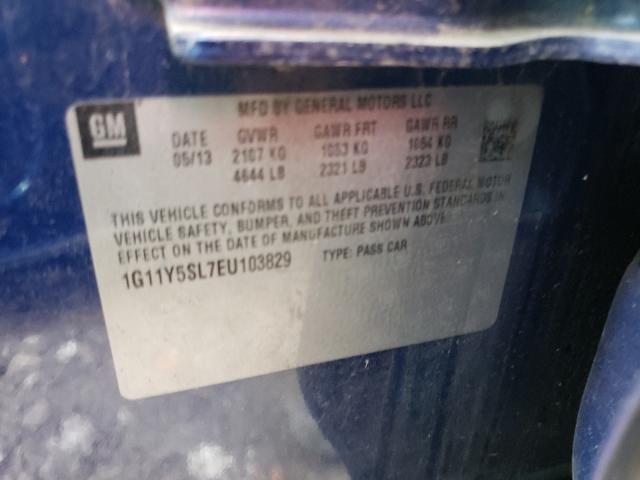 GM
MFD BY GENERAL MOTORS LLC
DATE GVWR GAWR FRT GAWR RR
05/13 2107 KG 1053 KG 1054 KG
4644 LB 2321 LB 2323 LB
THIS VEHICLE CONFORMS TO ALL APPLICABLE U.S. FEDERAL MOTOR
VEHICLE SAFETY, BUMPER, AND THEFT PREVENTION STANDARDS IN
EFFECT ON THE DATE OF MANUFACTURE SHOWN ABOVE.
1G11Y5SL7EU103829 TYPE: PASS CAR